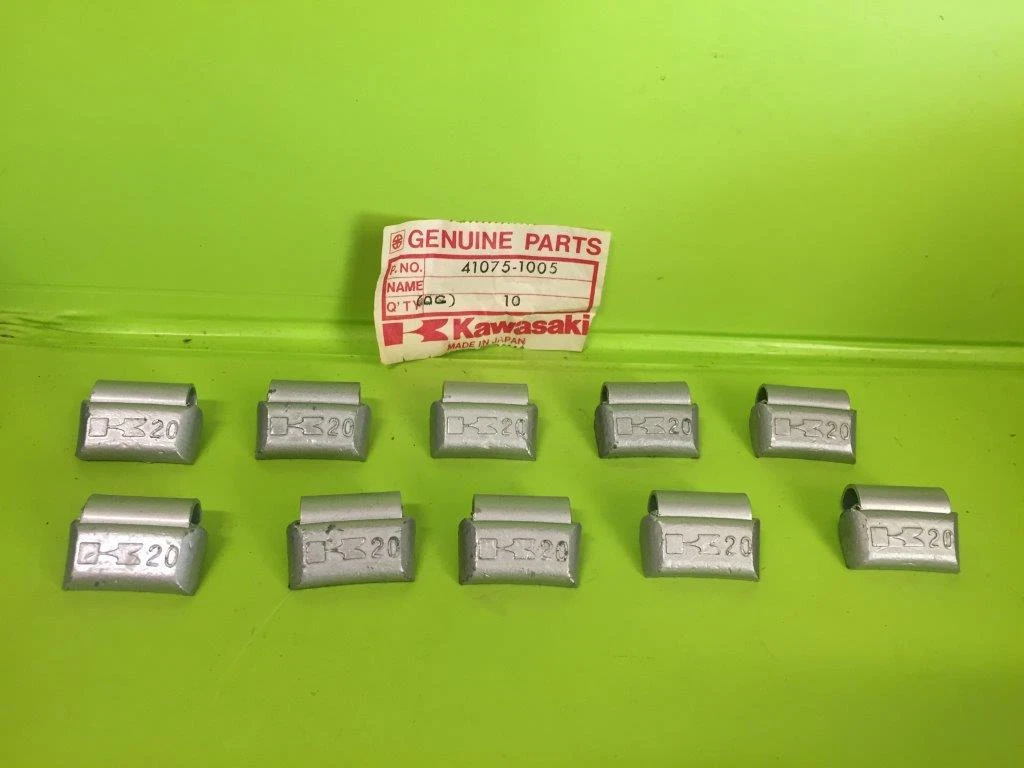 GENUINE PARTS
P. NO. 41075-1005
NAME
Q'TY 10
Kawasaki
MADE IN JAPAN
20 20 20 20 20
20 20 20 20 20